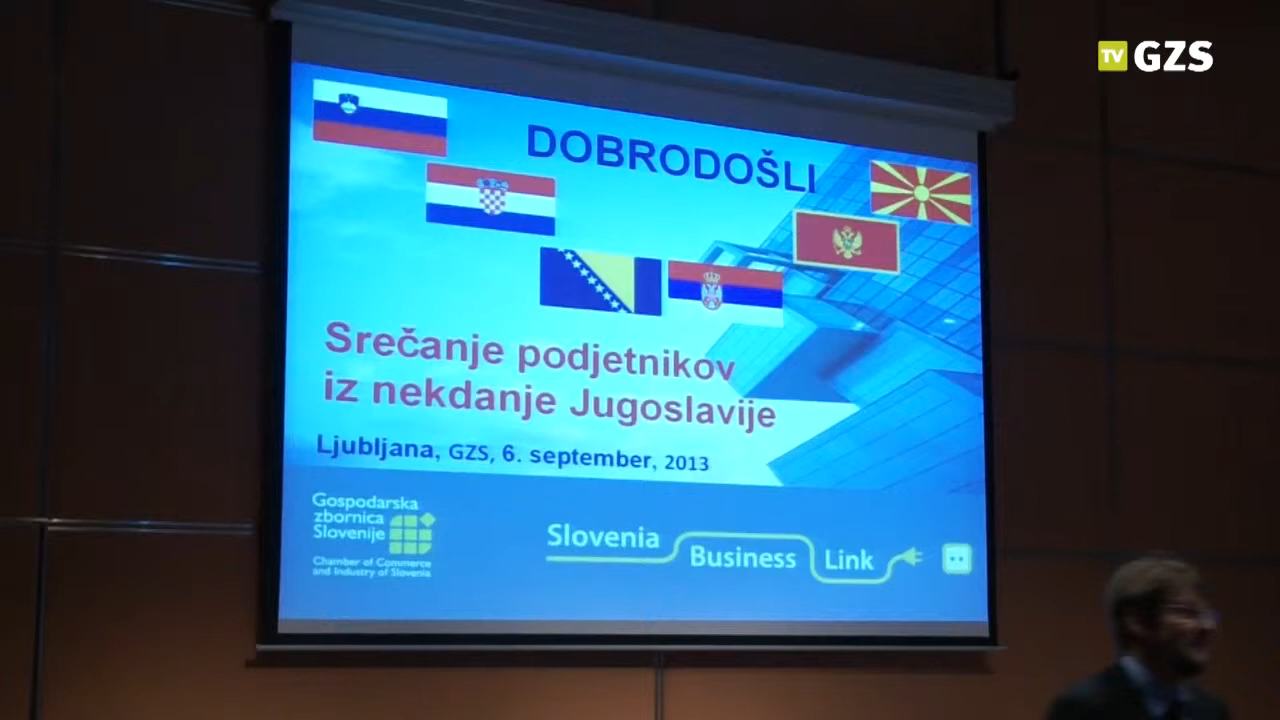 TV GZS
DOBRODOŠLI
Srečanje podjetnikov
iz nekdanje Jugoslavije
Ljubljana, GZS, 6. september, 2013
Gospodarska
zbornica
Slovenije
Chamber of Commerce
and Industry of Slovenia
Slovenia
Business
Link